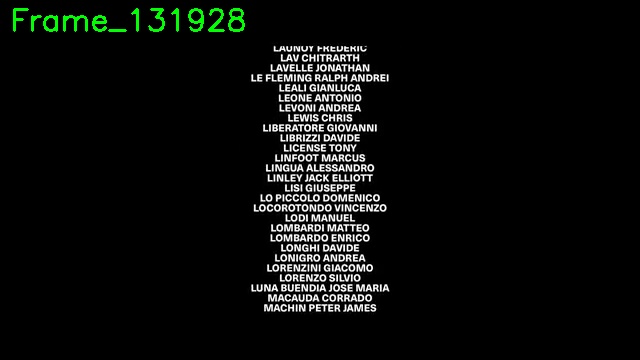 Frame_131928
LAUNOY FREDERIC
LAV CHITRARTH
LAVELLE JONATHAN
LE FLEMING RALPH ANDREI
LEALI GIANLUCA
LEONE ANTONIO
LEVONI ANDREA
LEWIS CHRIS
LIBERATORE GIOVANNI
LIBRIZZI DAVIDE
LICENSE TONY
LINFOOT MARCUS
LINGUA ALESSANDRO
LINLEY JACK ELLIOTT
LISI GIUSEPPE
LO PICCOLO DOMENICO
LOCOROTONDO VINCENZO
LODI MANUEL
LOMBARDI MATTEO
LOMBARDO ENRICO
LONGHI DAVIDE
LONIGRO ANDREA
LORENZINI GIACOMO
LORENZO SILVIO
LUNA BUENDIA JOSE MARIA
MACAUDA CORRADO
MACHIN PETER JAMES